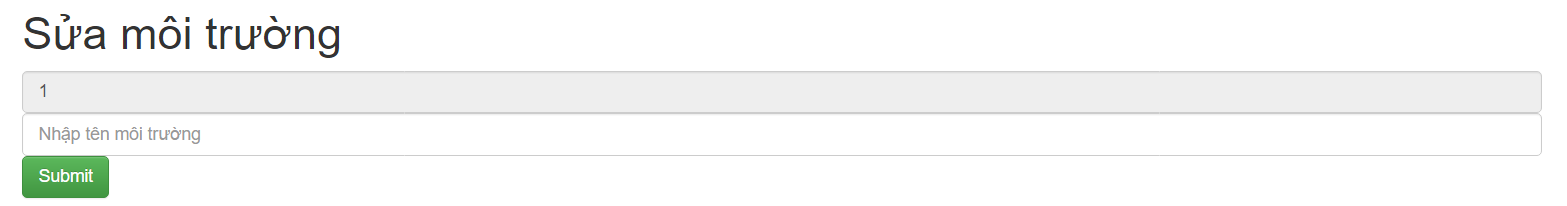 Sửa môi trường
1
Nhập tên môi trường
Submit